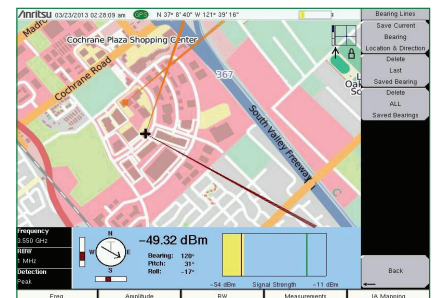 Anritsu 03/23/2013 02:28:09 am GPS N 37° 8' 40" W 121° 39' 16"
Bearing Lines
Save Current
Bearing
Location & Direction
Delete
Last
Saved Bearing
Delete
ALL
Saved Bearings
Back
Cochrane Plaza Shopping Center
Cochrane Road
367
South Valley Freeway
Oak
Frequency
3.550 GHz
RBW
1 MHz
Detection
Peak
N
W
E
S
-49.32 dBm
Bearing: 120°
Pitch: 31°
Roll: -17°
-54 dBm Signal Strength -11 dBm
Freq Amplitude BW Measurements IA Mapping